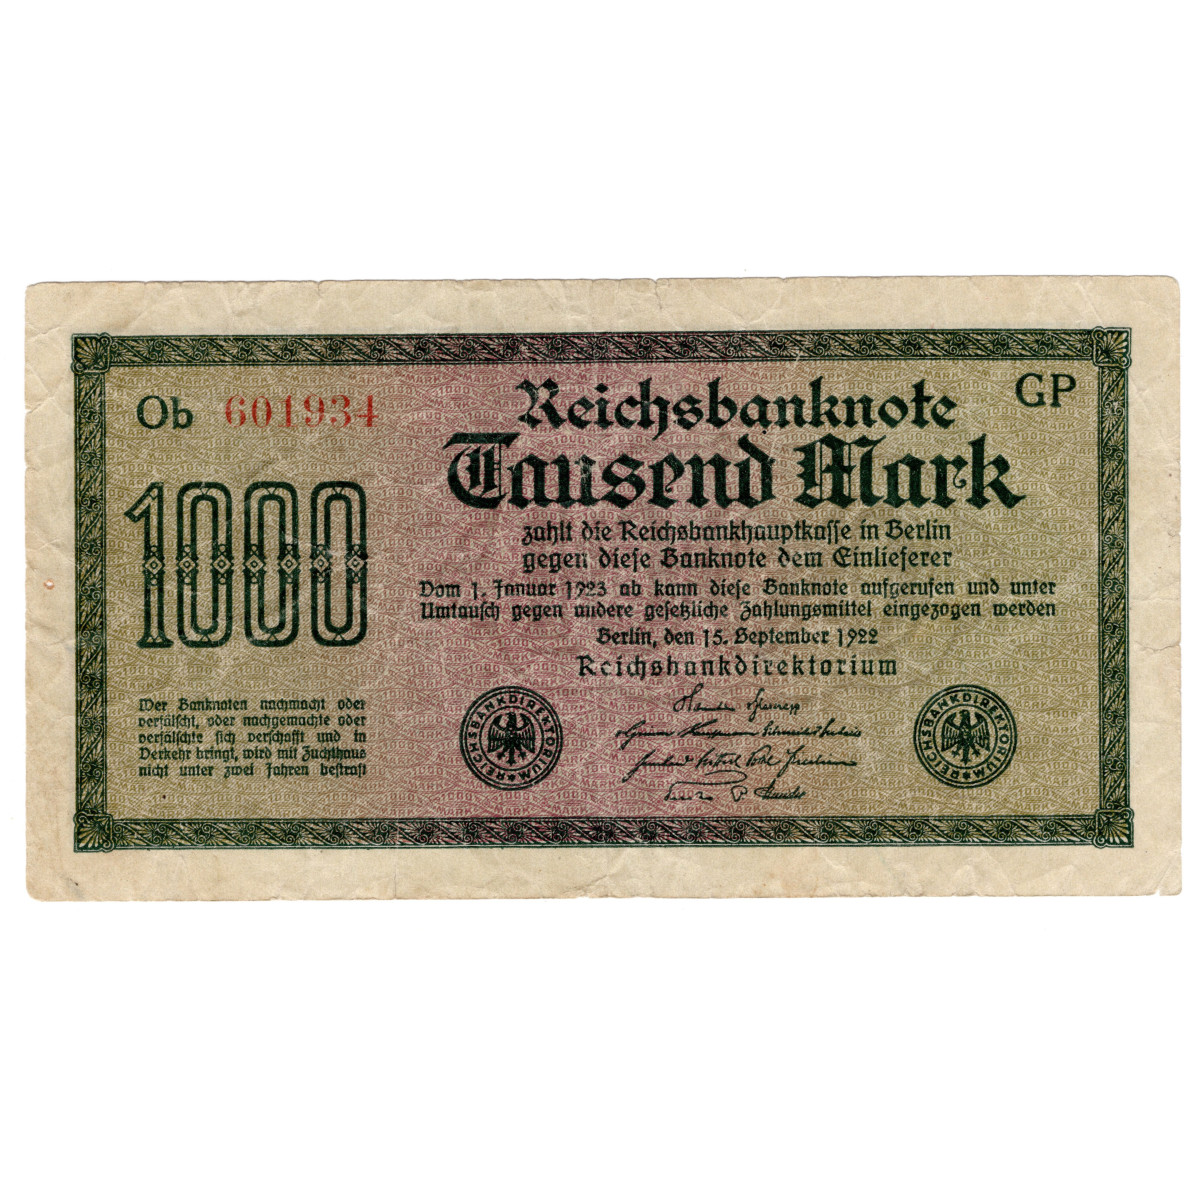 Ob 601934
GP
Reichsbanknote
Tausend Mark
1000
zahlt die Reichsbankhauptkasse in Berlin
gegen diese Banknote dem Einlieferer
Vom 1. Januar 1923 ab kann diese Banknote aufgerufen und unter
Umtausch gegen andere gesetzliche Zahlungsmittel eingezogen werden
Berlin, den 15. September 1922
Reichsbankdirektorium
Wer Banknoten nachmacht oder
verfälscht, oder nachgemachte oder
verfälschte sich verschafft und in
Verkehr bringt, wird mit Zuchthaus
nicht unter zwei Jahren bestraft
REICHSBANKDIREKTORIUM
REICHSBANKDIREKTORIUM